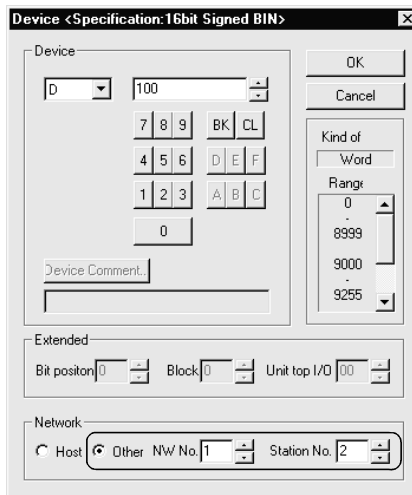 Device <Specification:16bit Signed BIN>
Device
D 100
OK
Cancel
7 8 9 BK CL
4 5 6 D E F
1 2 3 A B C
0
Kind of
Word
Range
0
-
8999
9000
-
9255
Device Comment..
Extended
Bit positon 0 Block 0 Unit top I/O 00
Network
Host Other NW No. 1 Station No. 2